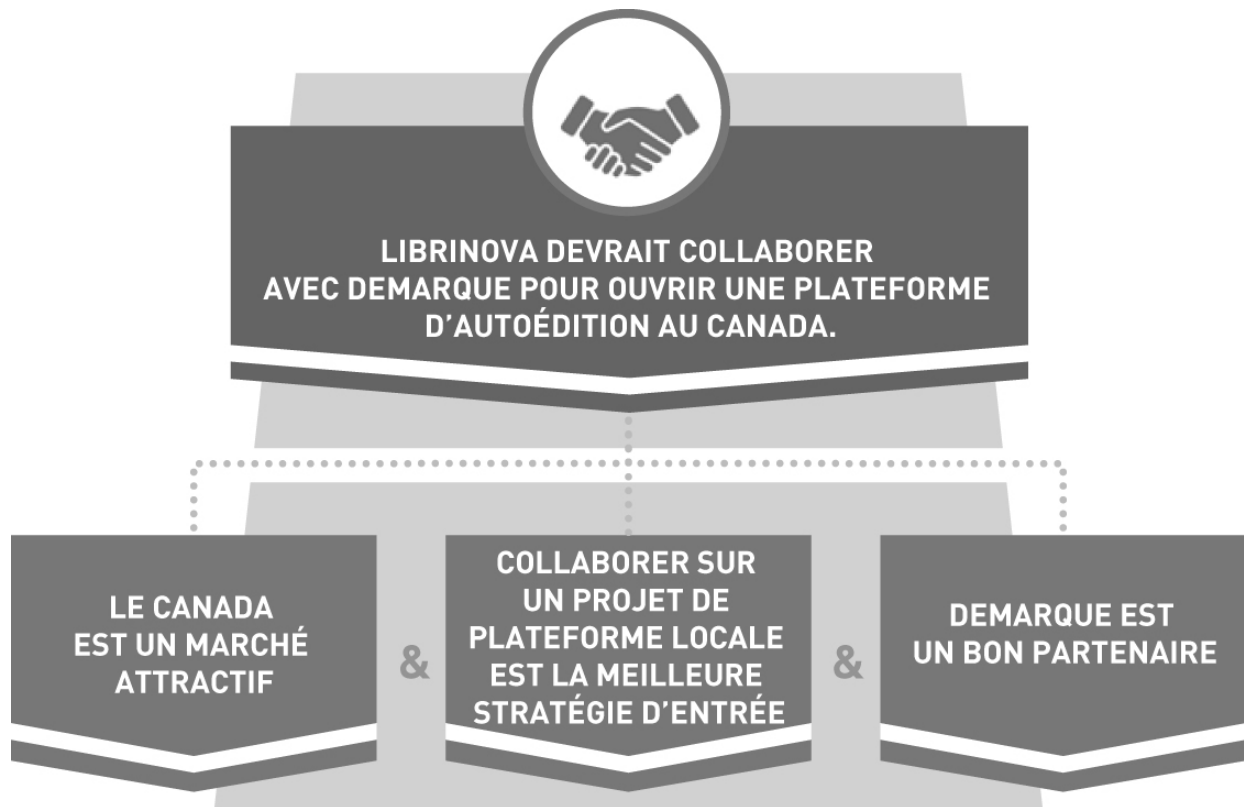 LIBRINOVA DEVRAIT COLLABORER
AVEC DEMARQUE POUR OUVRIR UNE PLATEFORME
D'AUTOÉDITION AU CANADA.
LE CANADA
EST UN MARCHÉ
ATTRACTIF
&
COLLABORER SUR
UN PROJET DE
PLATEFORME LOCALE
EST LA MEILLEURE
STRATÉGIE D'ENTRÉE
&
DEMARQUE EST
UN BON PARTENAIRE